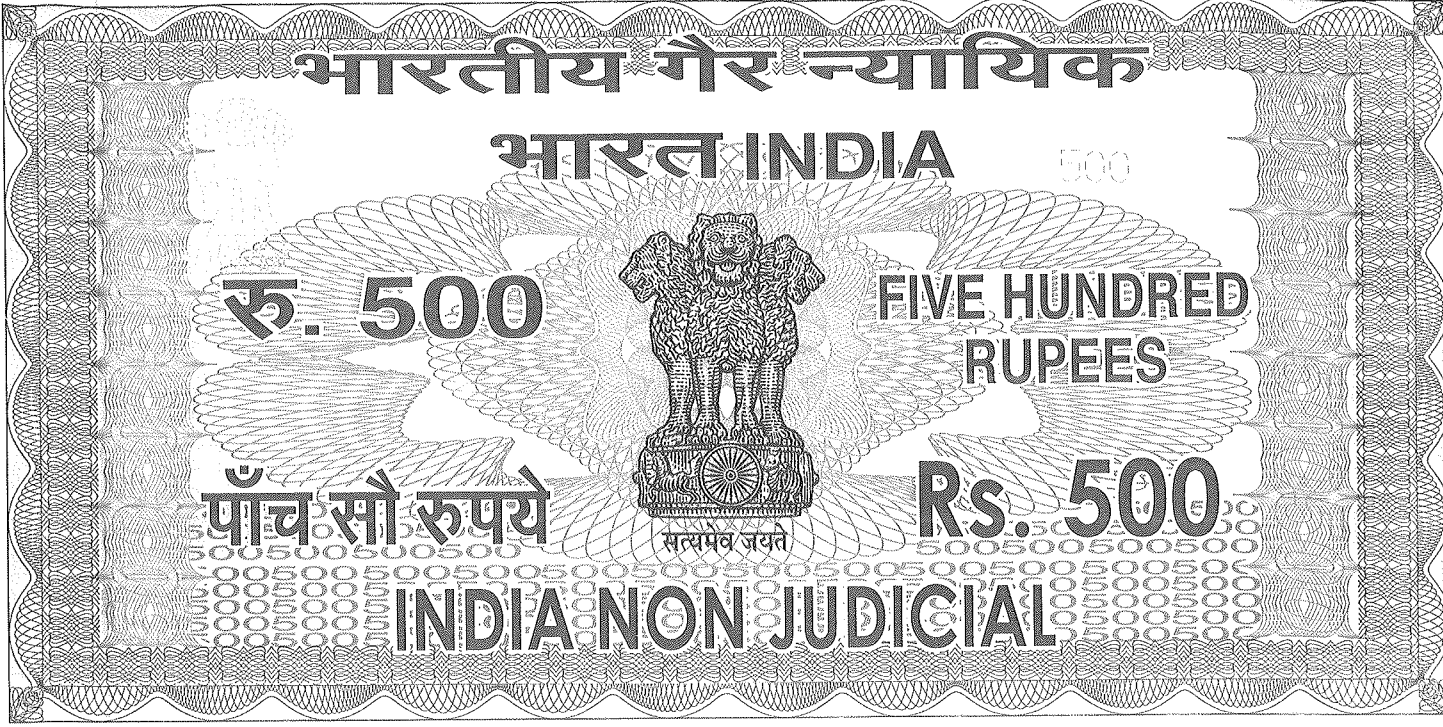 भारतीय गैर न्यायिक
भारत INDIA
500
रु. 500
FIVE HUNDRED
RUPEES
पाँच सौ रुपये
Rs. 500
सत्यमेव जयते
INDIA NON JUDICIAL